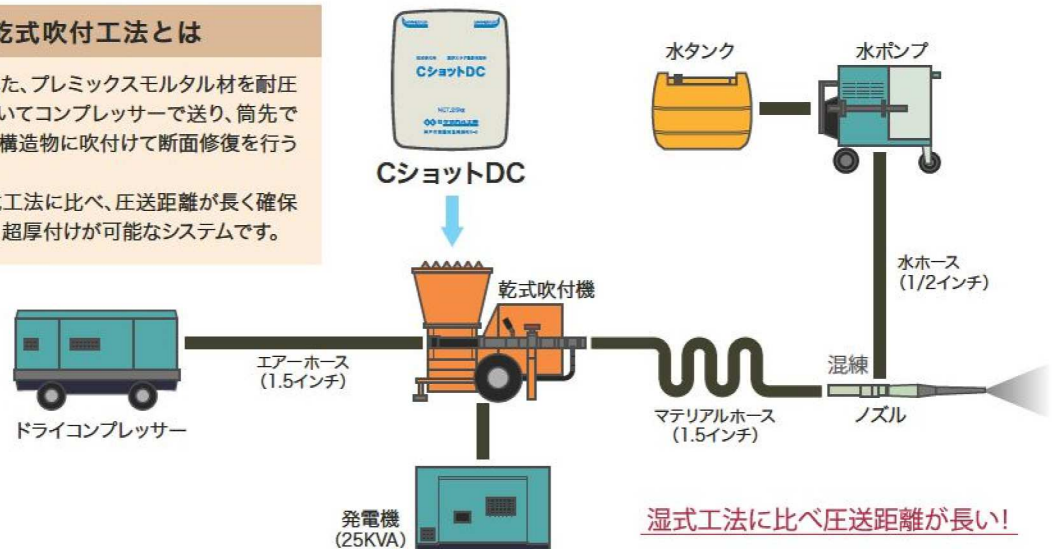 乾式吹付工法とは
た、プレミックスモルタル材を耐圧
いてコンプレッサーで送り、筒先で
構造物に吹付けて断面修復を行う
工法に比べ、圧送距離が長く確保
超厚付けが可能なシステムです。
CショットDC
NET.25kg
CショットDC
水タンク
水ポンプ
水ホース
(1/2インチ)
乾式吹付機
エアーホース
(1.5インチ)
ドライコンプレッサー
混練
ノズル
マテリアルホース
(1.5インチ)
発電機
(25KVA)
湿式工法に比べ圧送距離が長い!